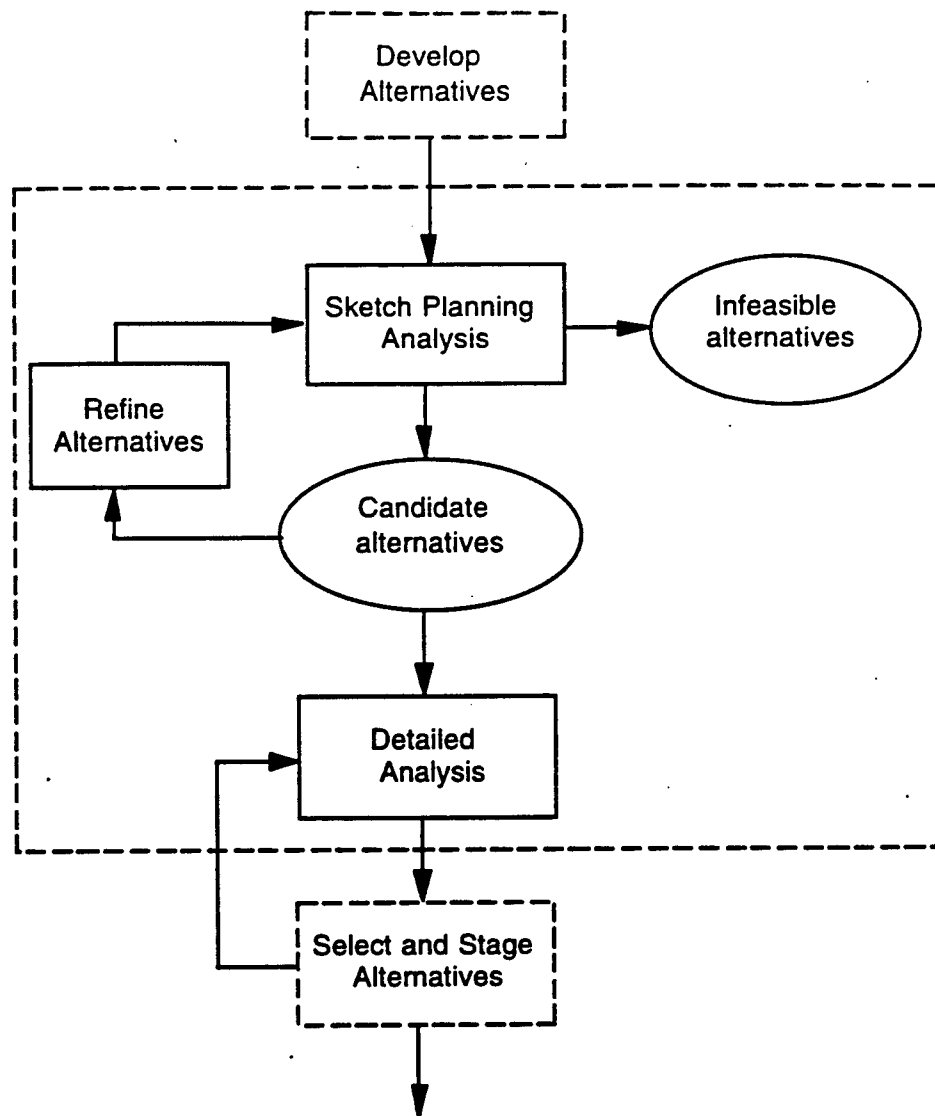 Develop
Alternatives
Sketch Planning
Analysis
Infeasible
alternatives
Refine
Alternatives
Candidate
alternatives
Detailed
Analysis
Select and Stage
Alternatives